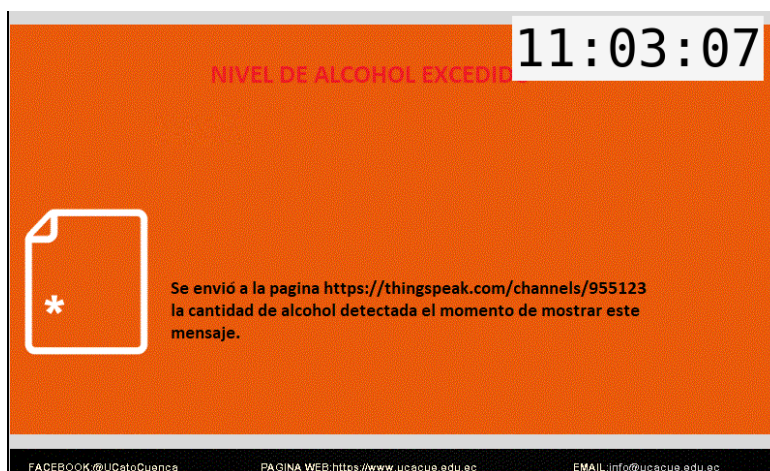 11:03:07
NIVEL DE ALCOHOL EXCEDID
*
Se envió a la pagina https://thingspeak.com/channels/955123
la cantidad de alcohol detectada el momento de mostrar este
mensaje.
FACEBOOK:@UCatoCuenca PAGINA WEB:https://www.ucacue.edu.ec EMAIL:info@ucacue.edu.ec